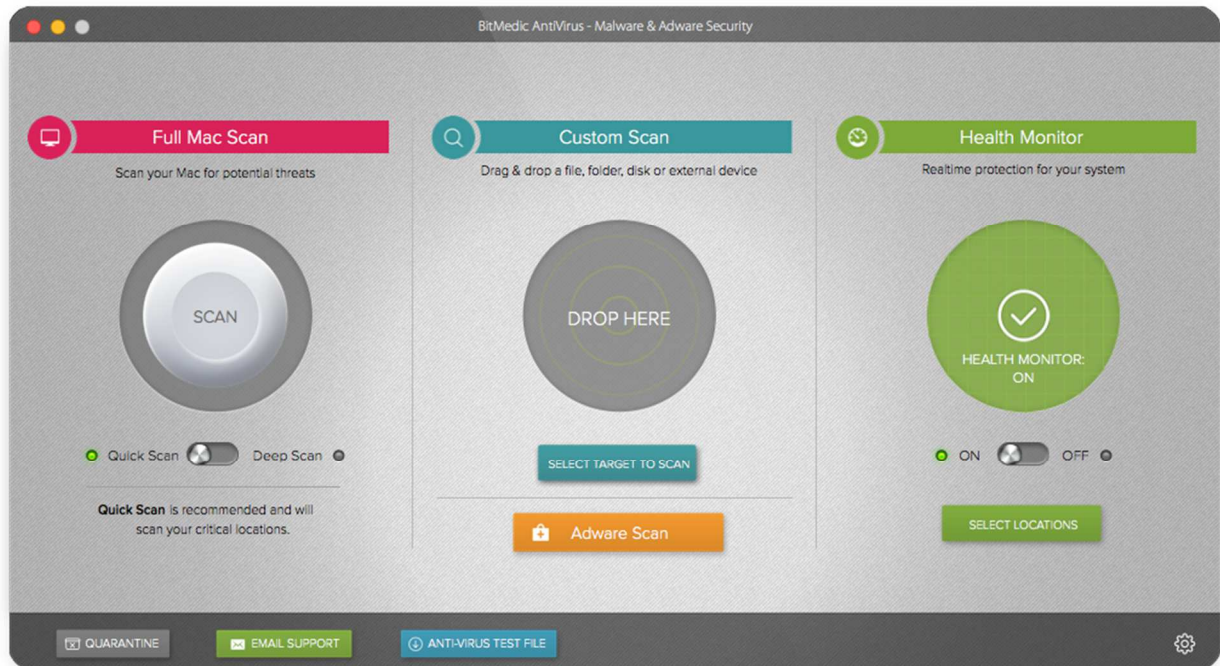 BitMedic AntiVirus - Malware & Adware Security
Full Mac Scan
Scan your Mac for potential threats
SCAN
Quick Scan
Deep Scan
Quick Scan is recommended and will
scan your critical locations.
Custom Scan
Drag & drop a file, folder, disk or external device
DROP HERE
SELECT TARGET TO SCAN
Adware Scan
Health Monitor
Realtime protection for your system
HEALTH MONITOR:
ON
ON
OFF
SELECT LOCATIONS
QUARANTINE
EMAIL SUPPORT
ANTI-VIRUS TEST FILE